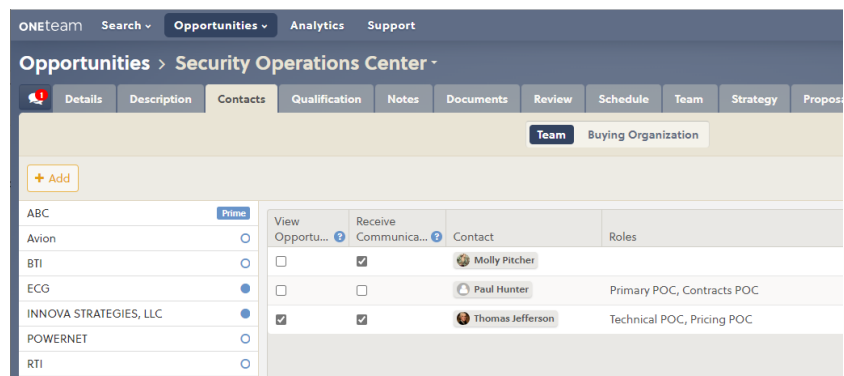 ONEteam Search Opportunities Analytics Support
Opportunities > Security Operations Center
1 Details Description Contacts Qualification Notes Documents Review Schedule Team Strategy Proposa
Team Buying Organization
+ Add
ABC Prime
Avion
BTI
ECG
INNOVA STRATEGIES, LLC
POWERNET
RTI
View Receive
Opportu... ? Communica... ? Contact Roles
Molly Pitcher
Paul Hunter Primary POC, Contracts POC
Thomas Jefferson Technical POC, Pricing POC